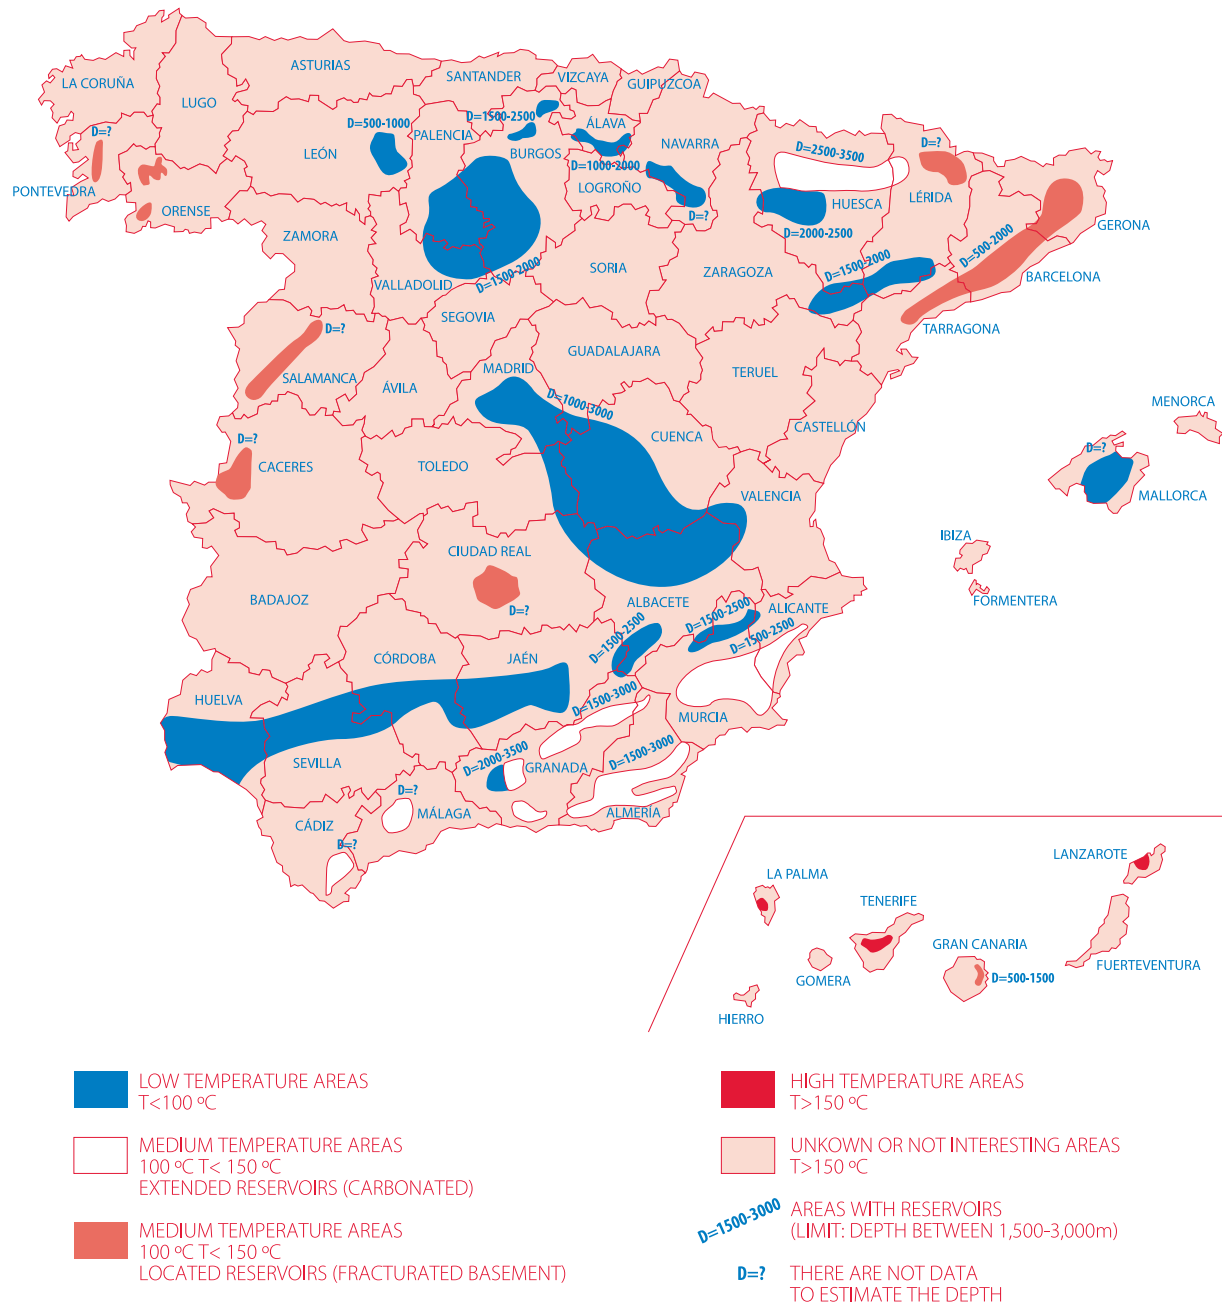 ASTURIAS
SANTANDER
VIZCAYA
GUIPUZCOA
LA CORUÑA
LUGO
D=?
D=500-1000
PALENCIA
D=1500-2500
ÁLAVA
NAVARRA
D=2500-3500
D=?
LEÓN
BURGOS
D=1000-2000
PONTEVEDRA
ORENSE
LOGROÑO
D=?
HUESCA
LÉRIDA
D=2000-2500
GERONA
ZAMORA
VALLADOLID
D=1500-2000
SORIA
ZARAGOZA
D=1500-2000
D=500-2000
BARCELONA
SEGOVIA
TARRAGONA
D=?
SALAMANCA
ÁVILA
MADRID
GUADALAJARA
TERUEL
D=1000-3000
CUENCA
CASTELLÓN
MENORCA
D=?
CACERES
TOLEDO
VALENCIA
D=?
MALLORCA
IBIZA
FORMENTERA
CIUDAD REAL
D=?
BADAJOZ
ALBACETE
ALICANTE
D=1500-2500
D=1500-2500
D=1500-2500
CÓRDOBA
JAÉN
HUELVA
D=1500-3000
MURCIA
SEVILLA
D=2000-3500
GRANADA
D=1500-3000
D=?
MÁLAGA
ALMERÍA
CÁDIZ
D=?
LA PALMA
TENERIFE
LANZAROTE
GRAN CANARIA
GOMERA
D=500-1500
FUERTEVENTURA
HIERRO
LOW TEMPERATURE AREAS
T<100 ºC
MEDIUM TEMPERATURE AREAS
100 ºC T< 150 ºC
EXTENDED RESERVOIRS (CARBONATED)
MEDIUM TEMPERATURE AREAS
100 ºC T< 150 ºC
LOCATED RESERVOIRS (FRACTURATED BASEMENT)
HIGH TEMPERATURE AREAS
T>150 ºC
UNKOWN OR NOT INTERESTING AREAS
T>150 ºC
D=1500-3000
AREAS WITH RESERVOIRS
(LIMIT: DEPTH BETWEEN 1,500-3,000m)
D=?
THERE ARE NOT DATA
TO ESTIMATE THE DEPTH